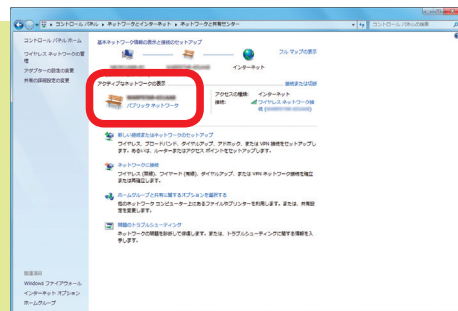 コントロール パネル ▸ ネットワークとインターネット ▸ ネットワークと共有センター
コントロール パネルの検索
コントロール パネル ホーム
ワイヤレス ネットワークの管理
アダプターの設定の変更
共有の詳細設定の変更
基本ネットワーク情報の表示と接続のセットアップ
フル マップの表示
インターネット
アクティブなネットワークの表示
接続または切断
パブリック ネットワーク
アクセスの種類: インターネット
接続: ワイヤレス ネットワーク接続
新しい接続またはネットワークのセットアップ
ワイヤレス、ブロードバンド、ダイヤルアップ、アドホック、または VPN 接続をセットアップします。あるいは、ルーターまたはアクセス ポイントをセットアップします。
ネットワークに接続
ワイヤレス (無線)、ワイヤード (有線)、ダイヤルアップ、または VPN ネットワーク接続を確立または再確立します。
ホームグループと共有に関するオプションを選択する
他のネットワーク コンピューター上にあるファイルやプリンターを利用します。または、共有設定を変更します。
問題のトラブルシューティング
ネットワークの問題を診断して修復します。または、トラブルシューティングに関する情報を入手します。
関連項目
Windows ファイアウォール
インターネット オプション
ホームグループ